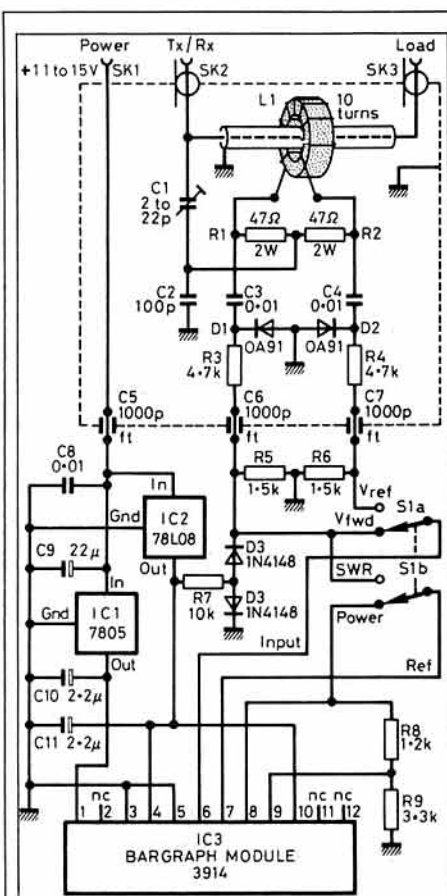 Power Tx/Rx Load
+11 to 15V SK1 SK2 SK3
L1 10
turns
C1
2 to
22p
47Ω 47Ω
R1 R2
2W 2W
C2
100p
C3 C4
0·01 0·01
D1 D2
OA91 OA91
R3 R4
4·7k 4·7k
C5 C6 C7
1000p 1000p 1000p
ft ft ft
C8
0·01
In
R5 R6
1·5k 1·5k
Vref
S1a
Gnd IC2
78L08
Vfwd
C9 22μ
Out
D3
1N4148
SWR
S1b
In
R7
10k
D3
1N4148
Gnd IC1
7805
Power
Input
Out
Ref
C10 2·2μ
R8
1·2k
C11 2·2μ
R9
3·3k
nc nc nc
1 2 3 4 5 6 7 8 9 10 11 12
IC3
BARGRAPH MODULE
3914